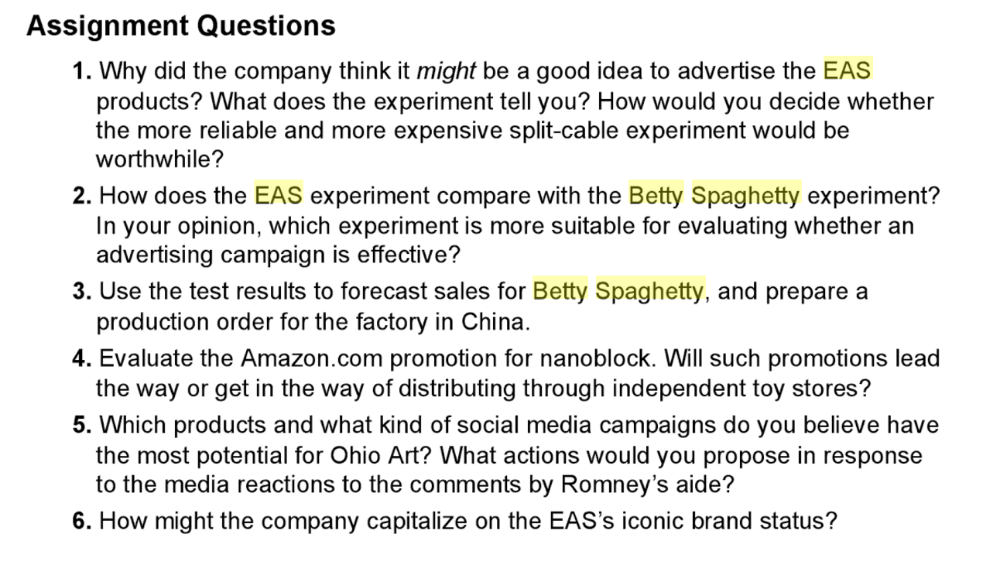 Assignment Questions
1. Why did the company think it might be a good idea to advertise the EAS
products? What does the experiment tell you? How would you decide whether
the more reliable and more expensive split-cable experiment would be
worthwhile?
2. How does the EAS experiment compare with the Betty Spaghetty experiment?
In your opinion, which experiment is more suitable for evaluating whether an
advertising campaign is effective?
3. Use the test results to forecast sales for Betty Spaghetty, and prepare a
production order for the factory in China.
4. Evaluate the Amazon.com promotion for nanoblock. Will such promotions lead
the way or get in the way of distributing through independent toy stores?
5. Which products and what kind of social media campaigns do you believe have
the most potential for Ohio Art? What actions would you propose in response
to the media reactions to the comments by Romney’s aide?
6. How might the company capitalize on the EAS’s iconic brand status?